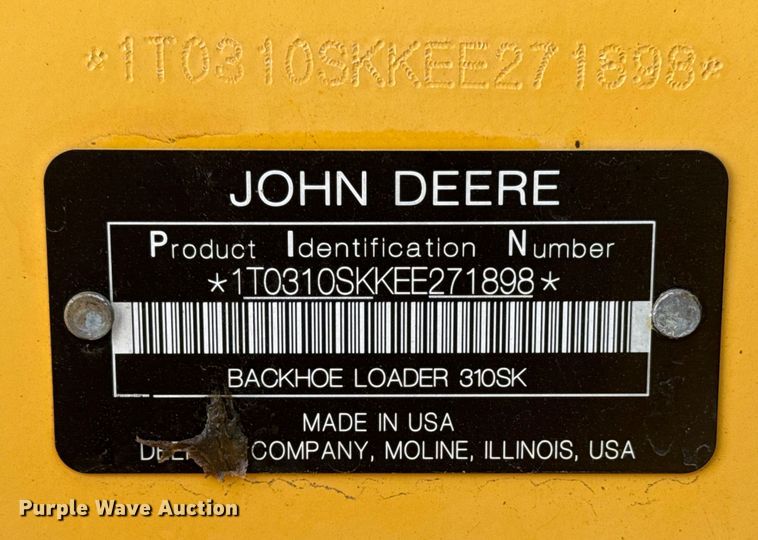 *1T0310SKKEE271898*
JOHN DEERE
Product Identification Number
*1T0310SKKEE271898*
BACKHOE LOADER 310SK
MADE IN USA
COMPANY, MOLINE, ILLINOIS, USA
Purple Wave Auction